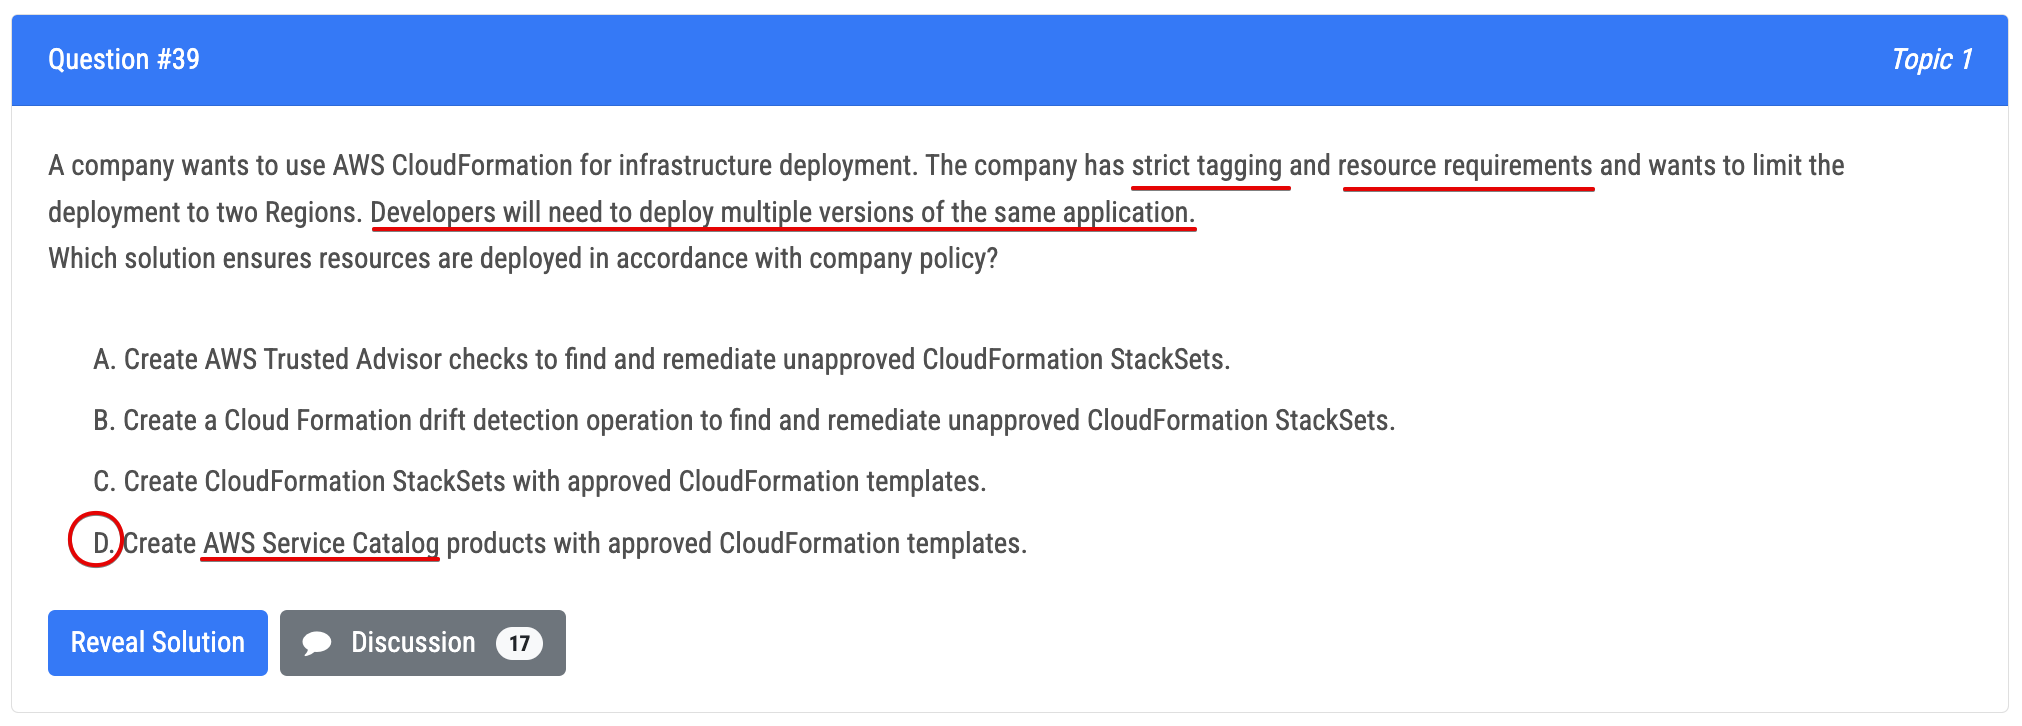 Question #39
Topic 1
A company wants to use AWS CloudFormation for infrastructure deployment. The company has strict tagging and resource requirements and wants to limit the
deployment to two Regions. Developers will need to deploy multiple versions of the same application.
Which solution ensures resources are deployed in accordance with company policy?
A. Create AWS Trusted Advisor checks to find and remediate unapproved CloudFormation StackSets.
B. Create a Cloud Formation drift detection operation to find and remediate unapproved CloudFormation StackSets.
C. Create CloudFormation StackSets with approved CloudFormation templates.
D. Create AWS Service Catalog products with approved CloudFormation templates.
Reveal Solution
Discussion 17